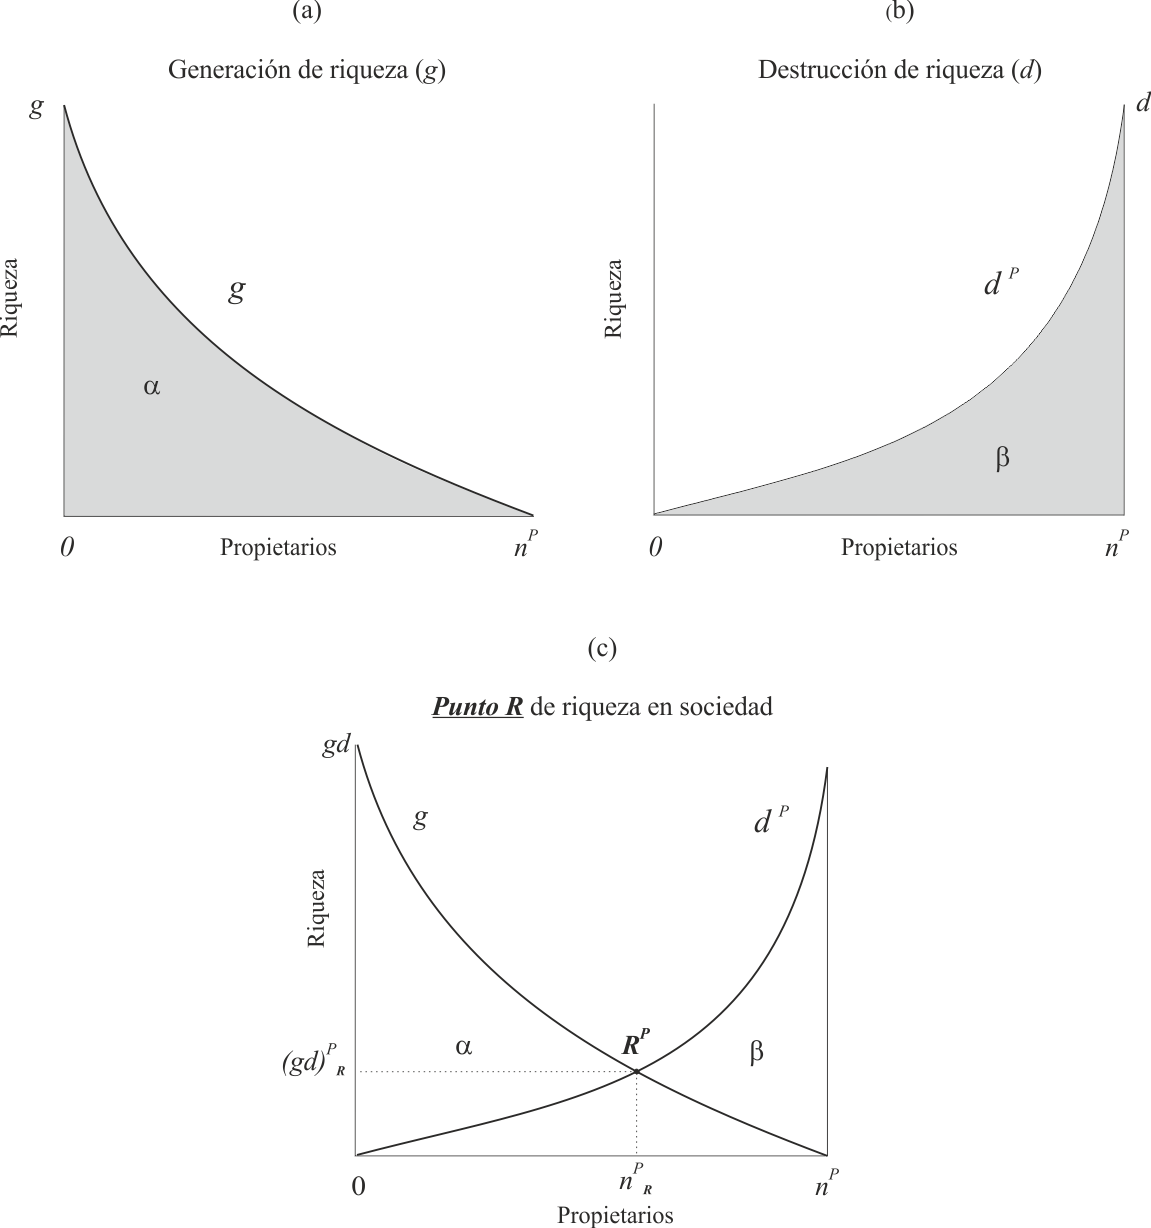 (a)
Generación de riqueza (g)
g
Riqueza
g
α
0
Propietarios
n^P
(b)
Destrucción de riqueza (d)
d
Riqueza
d^P
β
0
Propietarios
n^P
(c)
Punto R de riqueza en sociedad
gd
g
d^P
Riqueza
α
R^P
β
(gd)^P_R
0
n^P_R
n^P
Propietarios